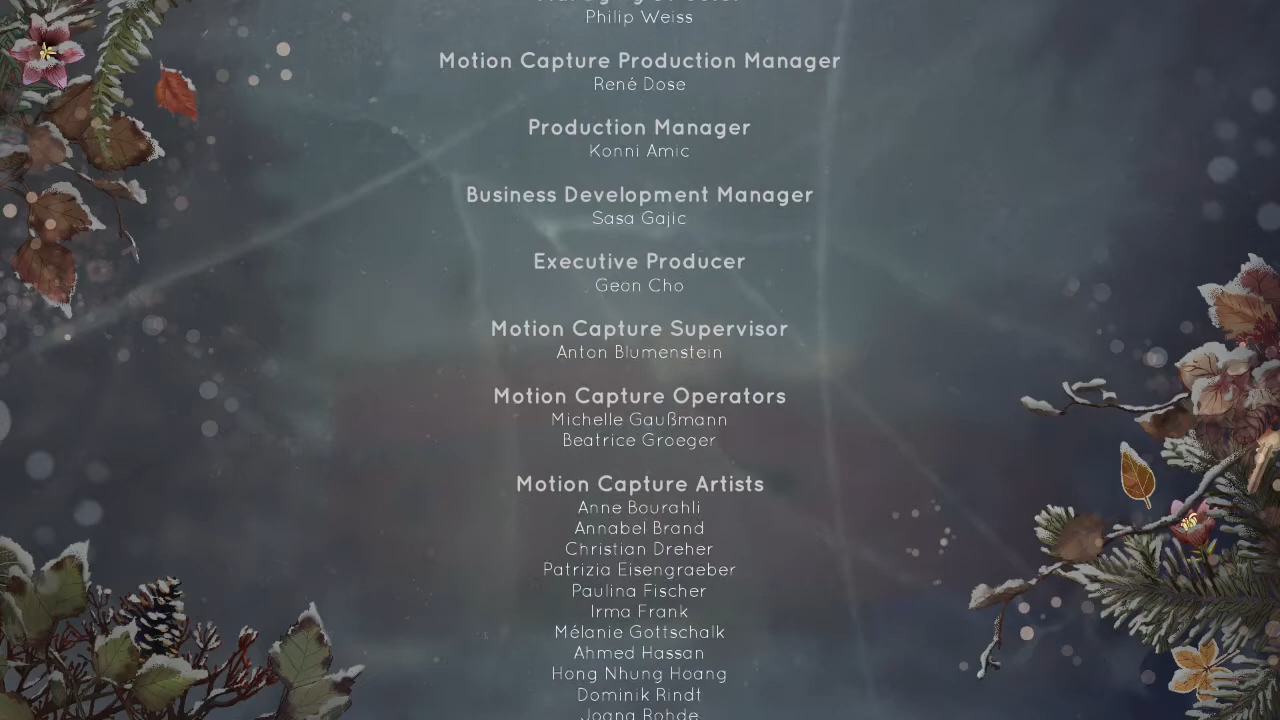 Philip Weiss
Motion Capture Production Manager
René Dose
Production Manager
Konni Amic
Business Development Manager
Sasa Gajic
Executive Producer
Geon Cho
Motion Capture Supervisor
Anton Blumenstein
Motion Capture Operators
Michelle Gaußmann
Beatrice Groeger
Motion Capture Artists
Anne Bourahli
Annabel Brand
Christian Dreher
Patrizia Eisengraeber
Paulina Fischer
Irma Frank
Mélanie Gottschalk
Ahmed Hassan
Hong Nhung Hoang
Dominik Rindt
Joana Rohde